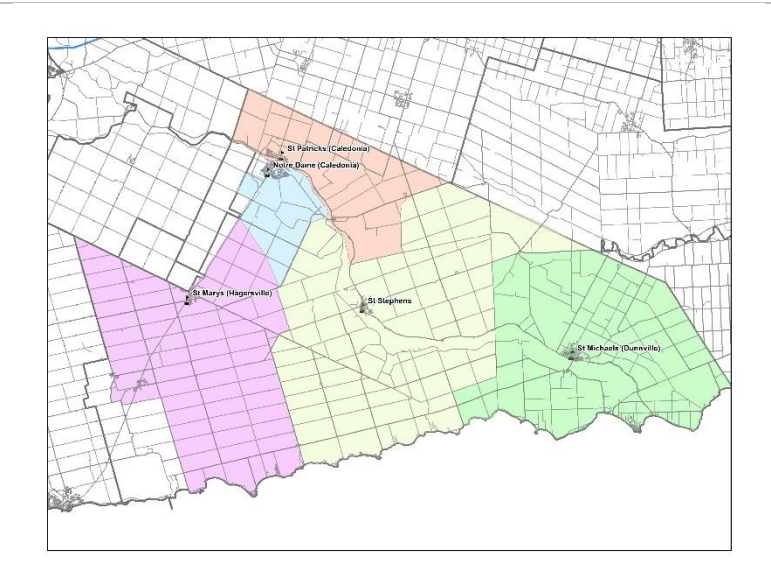 St Patricks (Caledonia)
Notre Dame (Caledonia)
St Marys (Hagersville)
St Stephens
St Michaels (Dunnville)